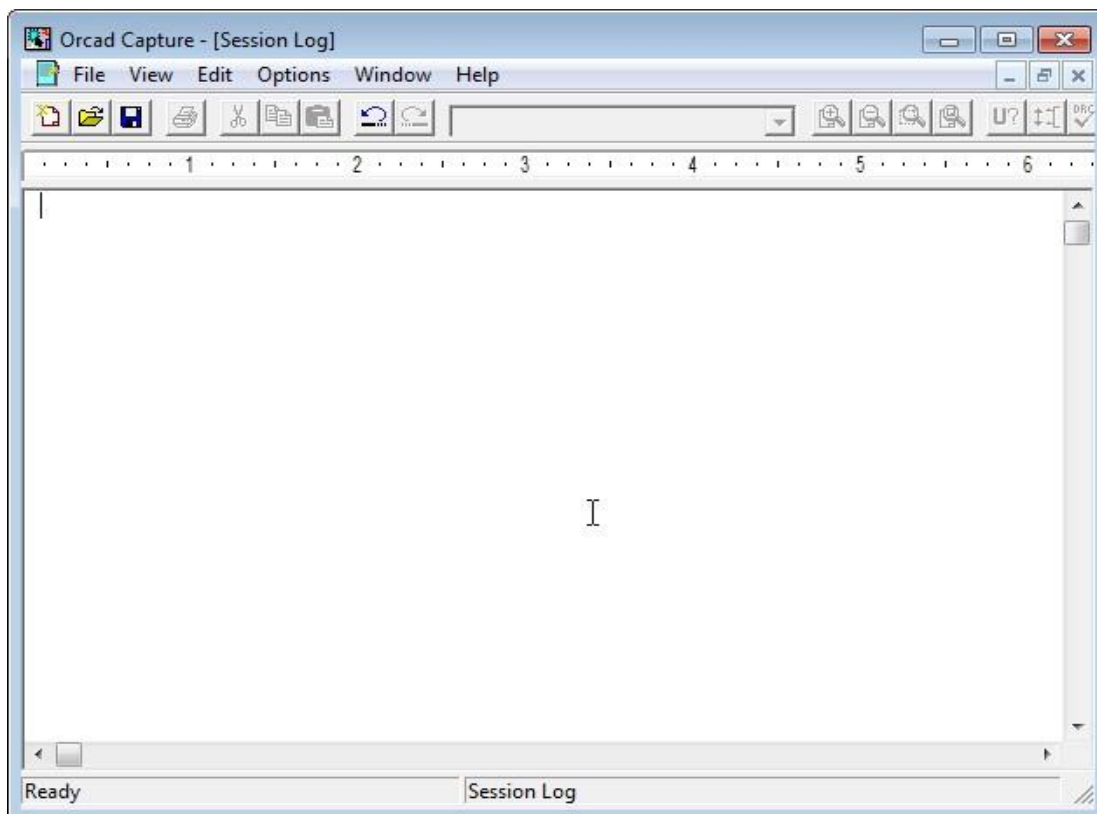 Orcad Capture - [Session Log]
File View Edit Options Window Help
U? DRC
1 2 3 4 5 6
Ready Session Log